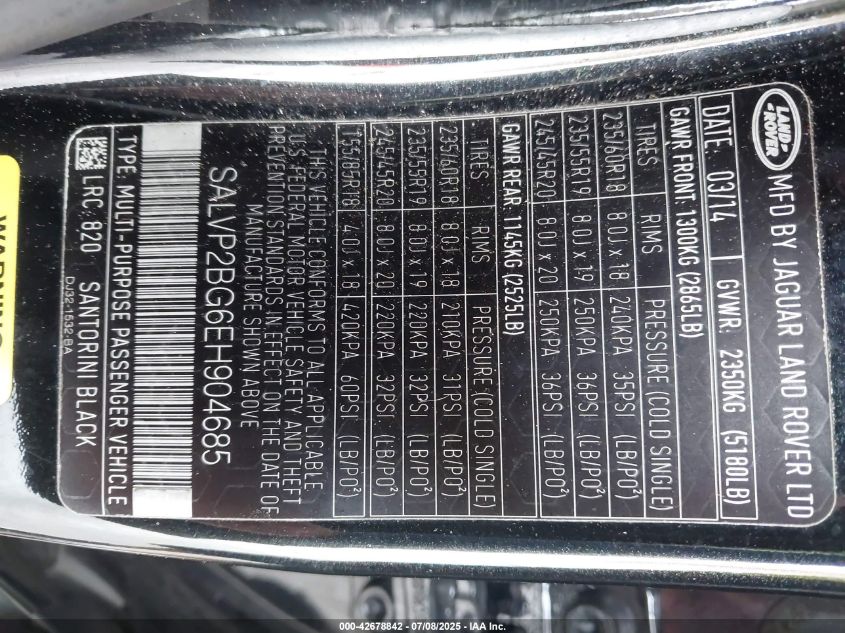 LAND ROVER
MFD BY JAGUAR LAND ROVER LTD
DATE: 03/14 GVWR: 2350KG (5180LB)
GAWR FRONT: 1300KG (2865LB)
TIRES RIMS PRESSURE (COLD SINGLE)
235/60R18 8.0J x 18 240KPA 35PSI (LB/PO²)
235/55R19 8.0J x 19 250KPA 36PSI (LB/PO²)
245/45R20 8.0J x 20 250KPA 36PSI (LB/PO²)
GAWR REAR: 1145KG (2525LB)
TIRES RIMS PRESSURE (COLD SINGLE)
235/60R18 8.0J x 18 210KPA 31PSI (LB/PO²)
235/55R19 8.0J x 19 220KPA 32PSI (LB/PO²)
245/45R20 8.0J x 20 220KPA 32PSI (LB/PO²)
155/85R18 4.0J x 18 420KPA 60PSI (LB/PO²)
THIS VEHICLE CONFORMS TO ALL APPLICABLE
U.S. FEDERAL MOTOR VEHICLE SAFETY AND THEFT
PREVENTION STANDARDS IN EFFECT ON THE DATE OF
MANUFACTURE SHOWN ABOVE
SALVP2BG6EH904685
TYPE: MULTI-PURPOSE PASSENGER VEHICLE
LRC 820 SANTORINI BLACK
DJ32-1532-BA
WARNING
000-42678842 - 07/08/2025 - IAA Inc.